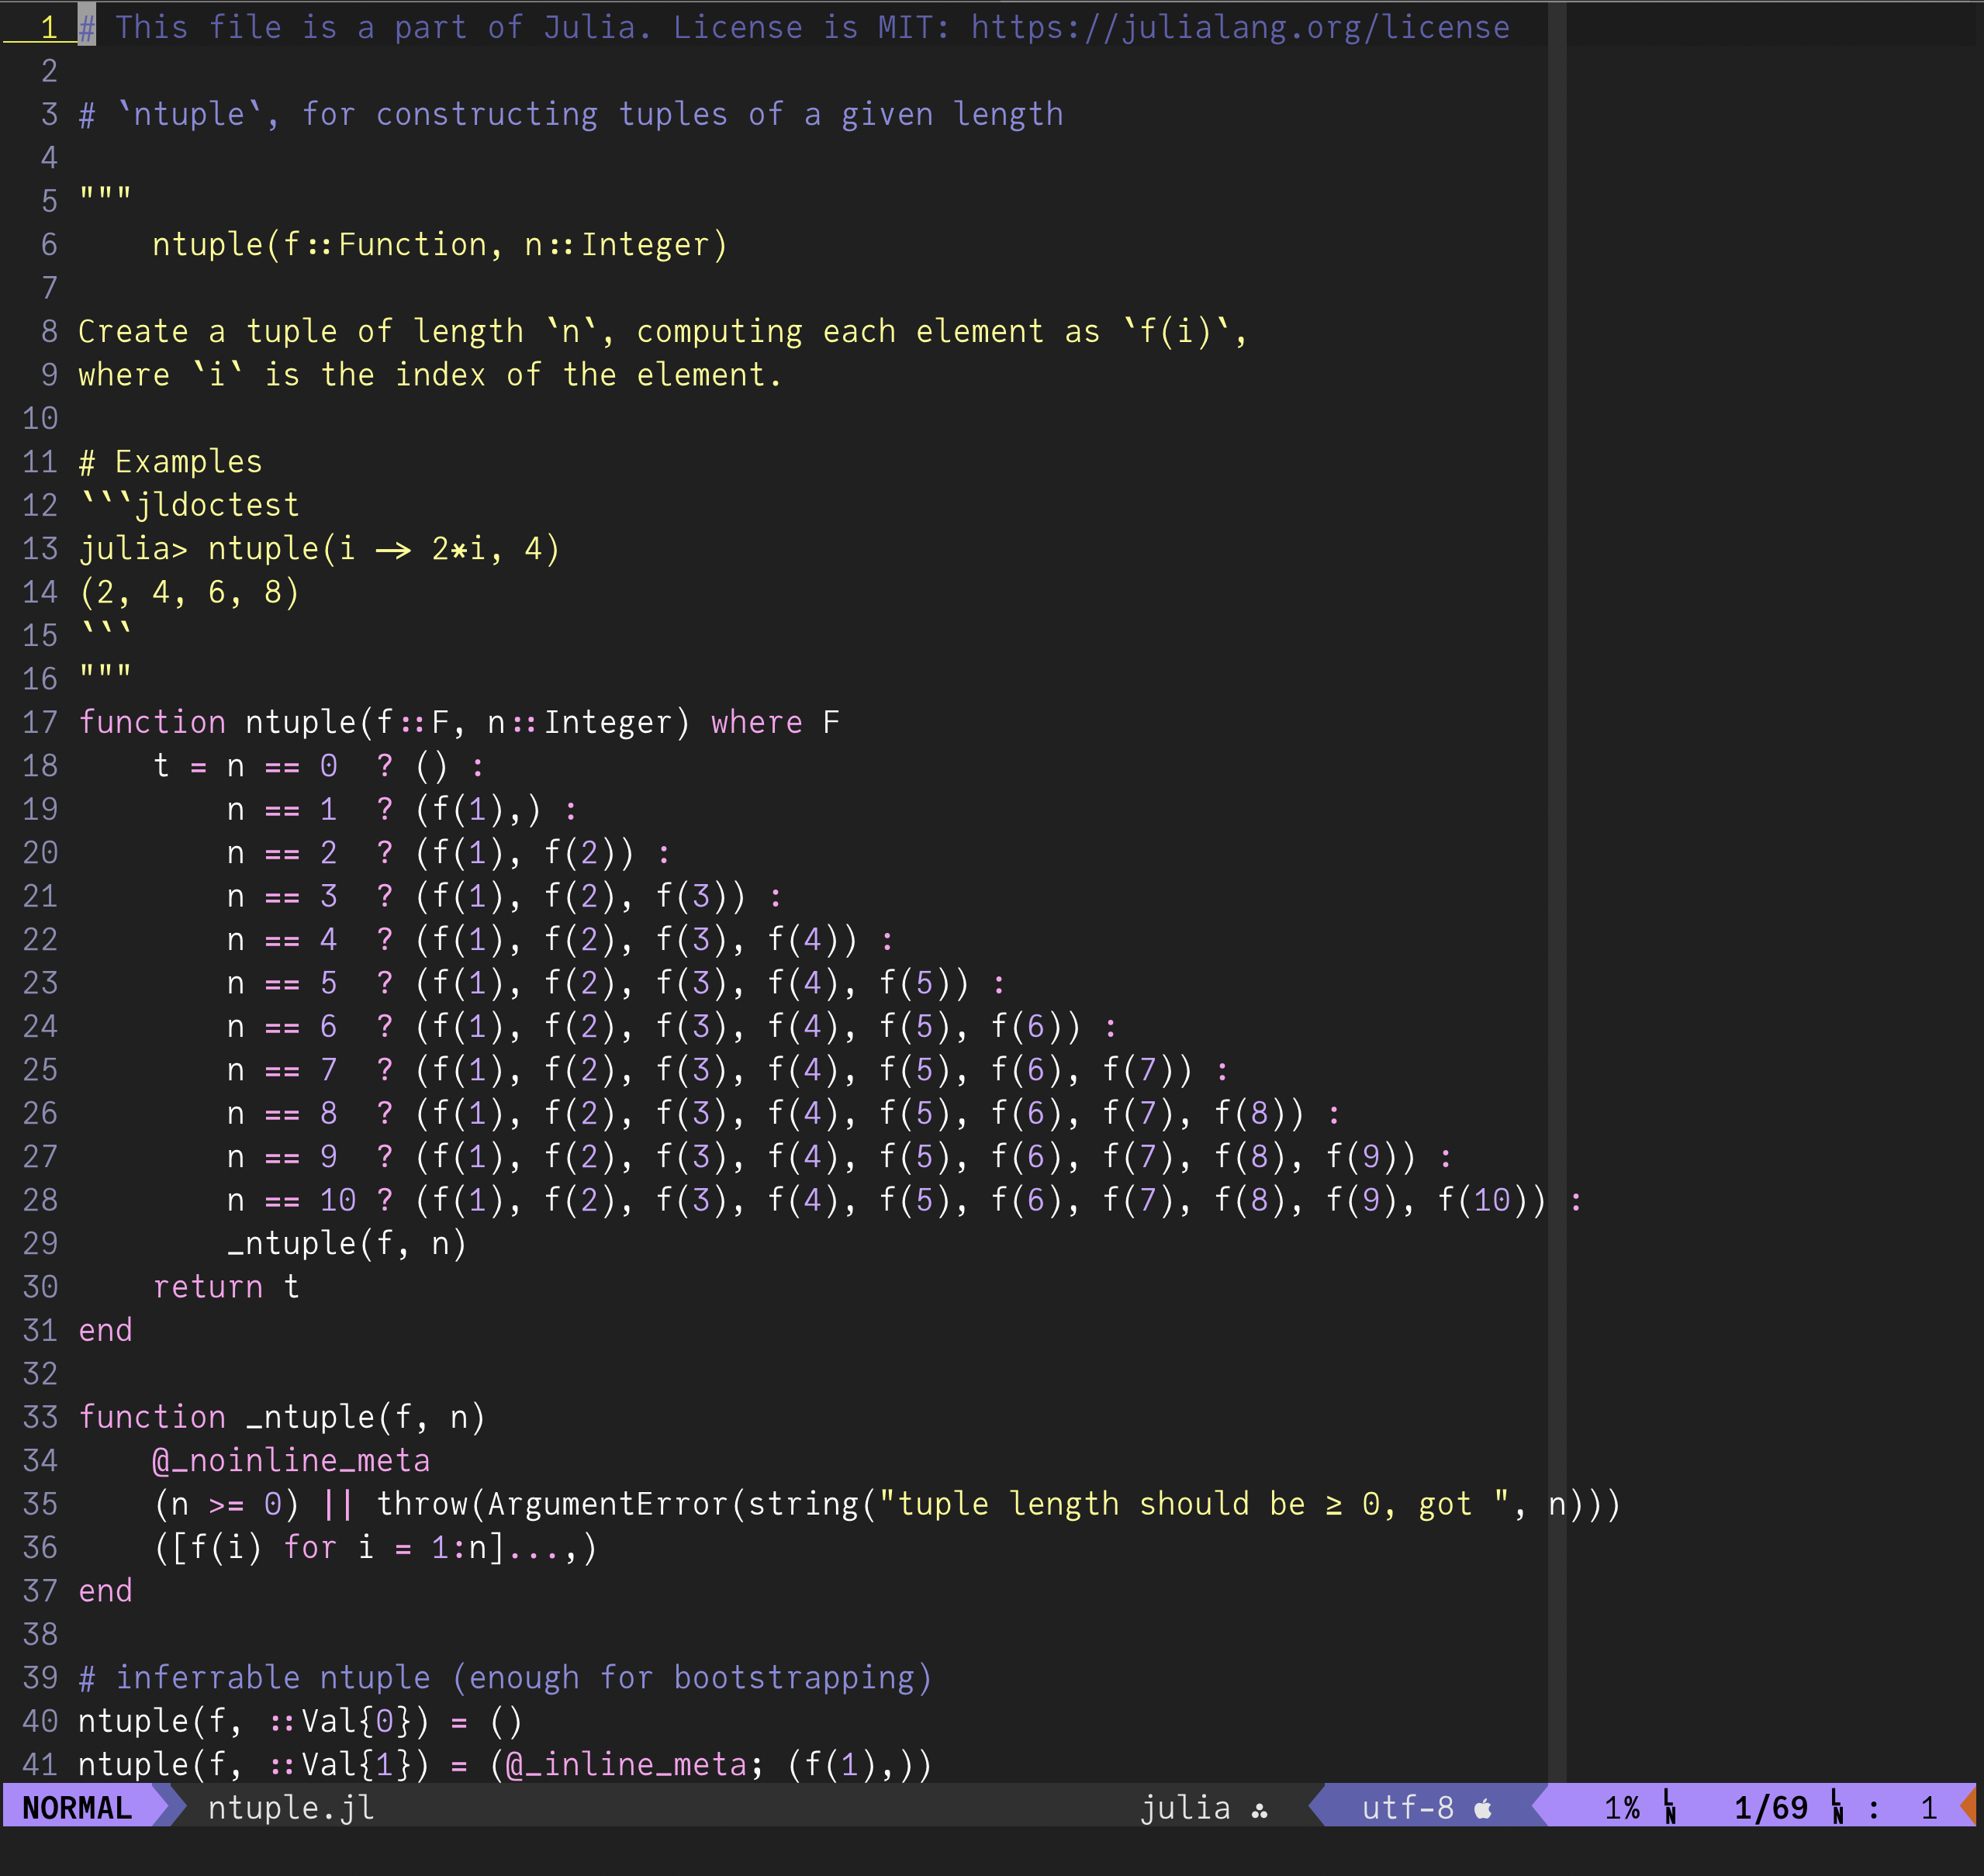 1 # This file is a part of Julia. License is MIT: https://julialang.org/license
2
3 # `ntuple`, for constructing tuples of a given length
4
5 """
6     ntuple(f::Function, n::Integer)
7
8 Create a tuple of length `n`, computing each element as `f(i)`,
9 where `i` is the index of the element.
10
11 # Examples
12 ```jldoctest
13 julia> ntuple(i -> 2*i, 4)
14 (2, 4, 6, 8)
15 ```
16 """
17 function ntuple(f::F, n::Integer) where F
18     t = n == 0  ? () :
19         n == 1  ? (f(1),) :
20         n == 2  ? (f(1), f(2)) :
21         n == 3  ? (f(1), f(2), f(3)) :
22         n == 4  ? (f(1), f(2), f(3), f(4)) :
23         n == 5  ? (f(1), f(2), f(3), f(4), f(5)) :
24         n == 6  ? (f(1), f(2), f(3), f(4), f(5), f(6)) :
25         n == 7  ? (f(1), f(2), f(3), f(4), f(5), f(6), f(7)) :
26         n == 8  ? (f(1), f(2), f(3), f(4), f(5), f(6), f(7), f(8)) :
27         n == 9  ? (f(1), f(2), f(3), f(4), f(5), f(6), f(7), f(8), f(9)) :
28         n == 10 ? (f(1), f(2), f(3), f(4), f(5), f(6), f(7), f(8), f(9), f(10)) :
29         _ntuple(f, n)
30     return t
31 end
32
33 function _ntuple(f, n)
34     @_noinline_meta
35     (n >= 0) || throw(ArgumentError(string("tuple length should be ≥ 0, got ", n)))
36     ([f(i) for i = 1:n]...,)
37 end
38
39 # inferrable ntuple (enough for bootstrapping)
40 ntuple(f, ::Val{0}) = ()
41 ntuple(f, ::Val{1}) = (@_inline_meta; (f(1),))
NORMAL ntuple.jl julia utf-8 1% LN 1/69 LN : 1